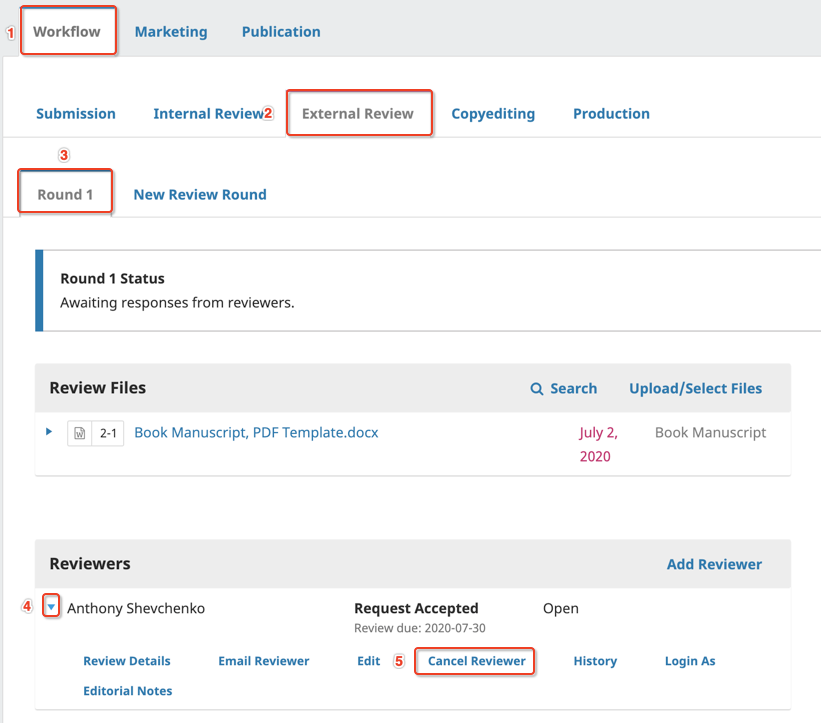 1 Workflow Marketing Publication
Submission Internal Review 2 External Review Copyediting Production
3
Round 1 New Review Round
Round 1 Status
Awaiting responses from reviewers.
Review Files Search Upload/Select Files
W 2-1 Book Manuscript, PDF Template.docx July 2, Book Manuscript
2020
Reviewers Add Reviewer
4 Anthony Shevchenko Request Accepted Open
Review due: 2020-07-30
Review Details Email Reviewer Edit 5 Cancel Reviewer History Login As
Editorial Notes